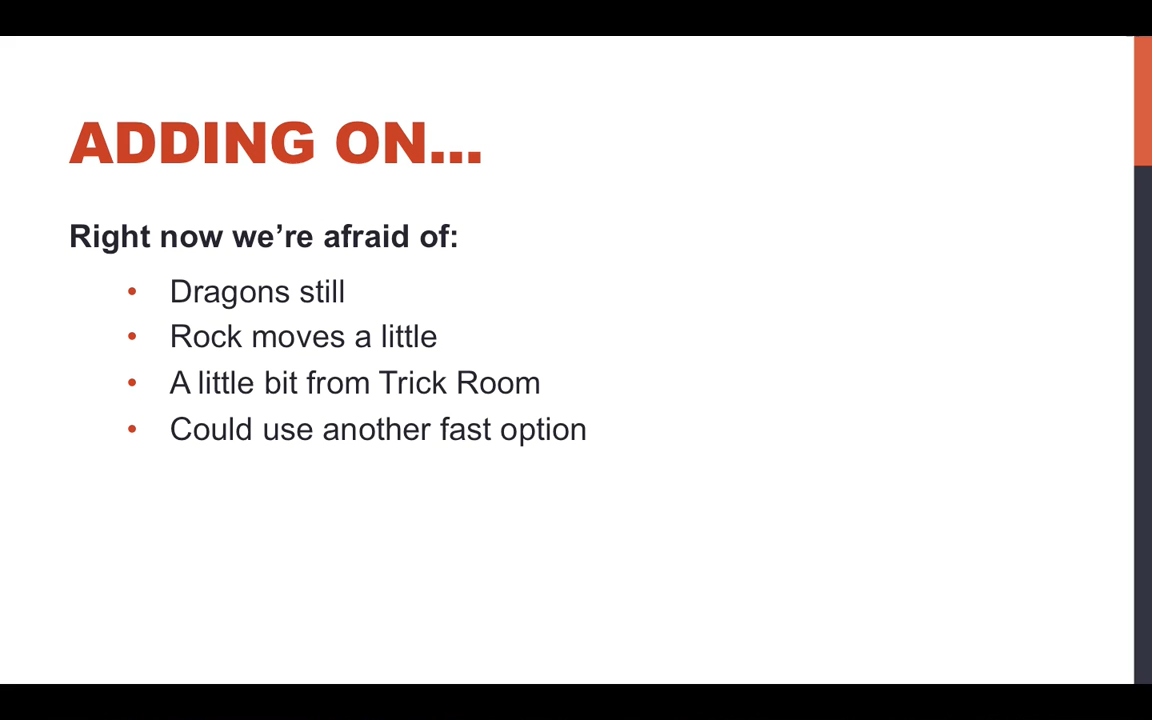 ADDING ON...
Right now we’re afraid of:
• Dragons still
• Rock moves a little
• A little bit from Trick Room
• Could use another fast option